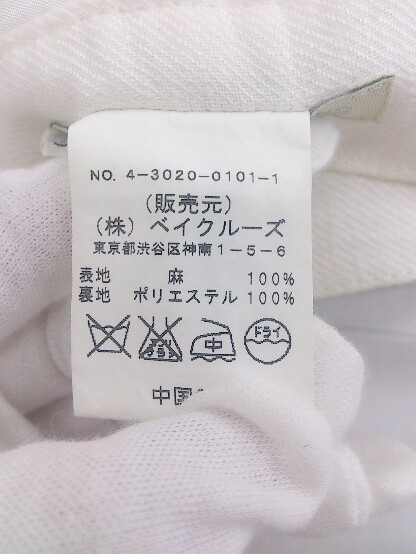 NO. 4-3020-0101-1
(販売元)
(株) ベイクルーズ
東京都渋谷区神南1-5-6
表地 麻 100%
裏地 ポリエステル 100%
中 ドライ
中国